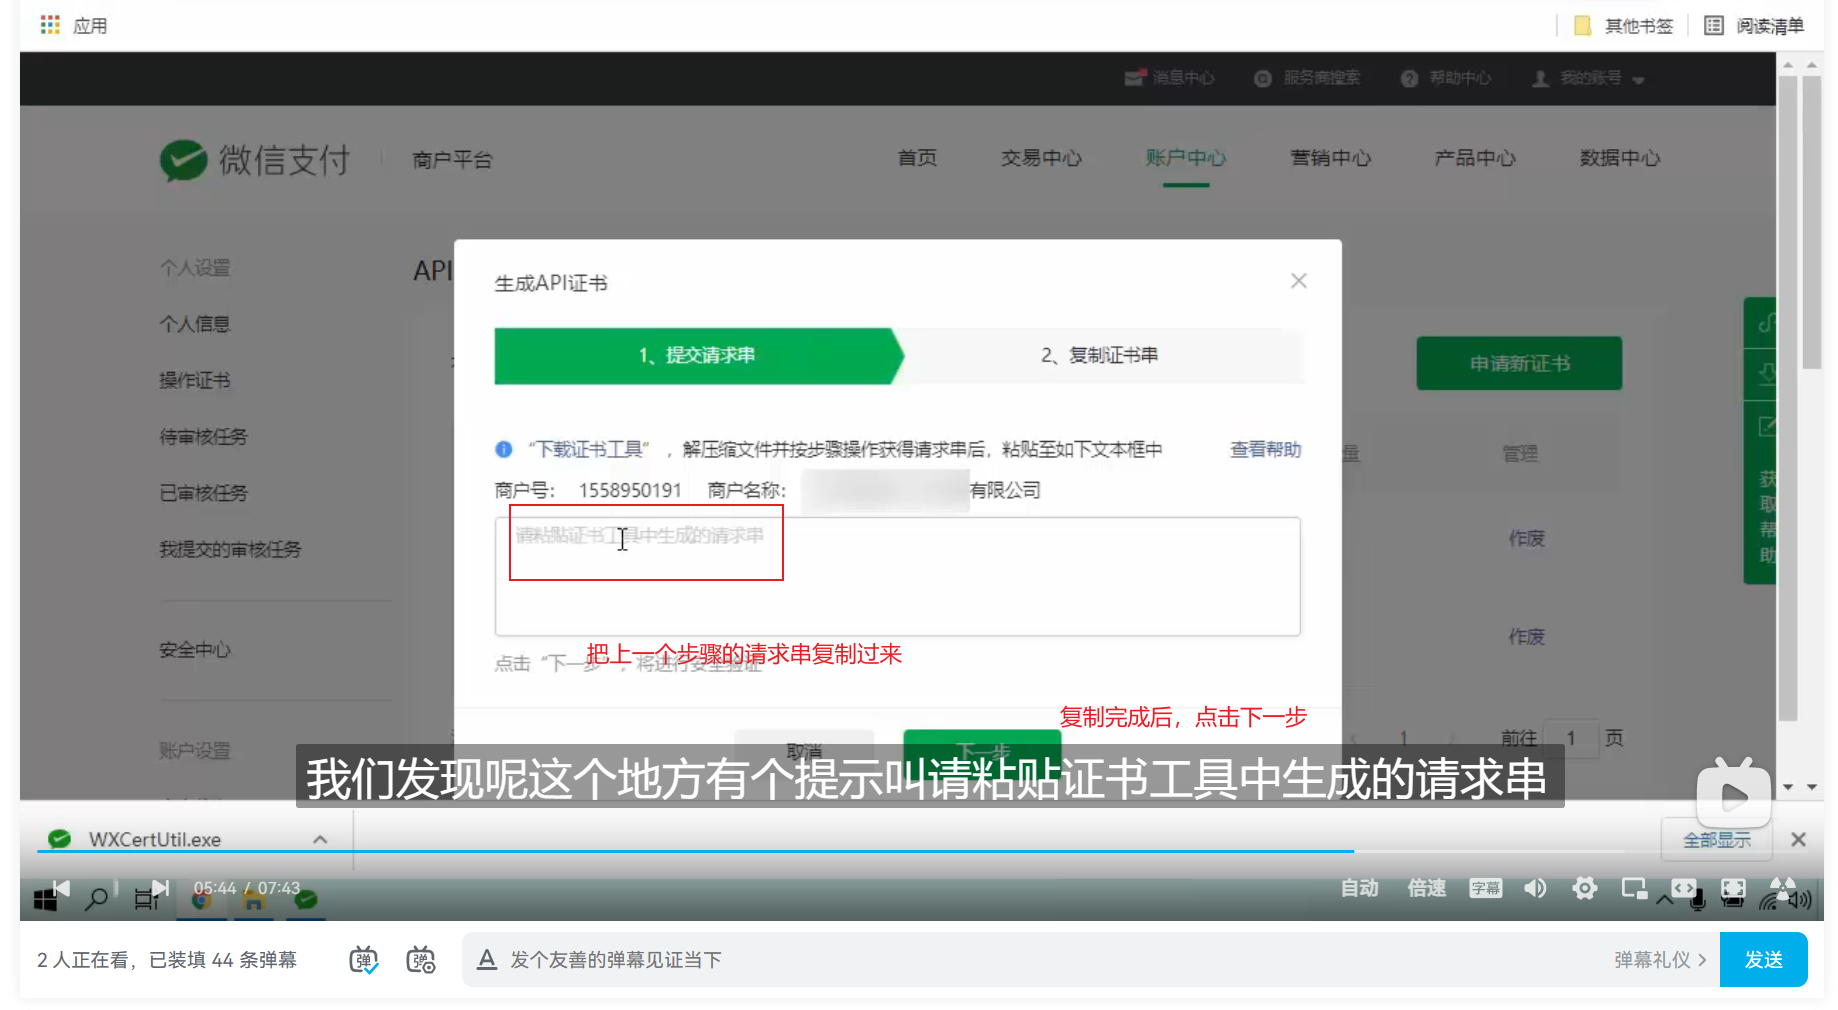 应用
其他书签
阅读清单
消息中心
服务商搜索
帮助中心
我的账号
微信支付
商户平台
首页
交易中心
账户中心
营销中心
产品中心
数据中心
个人设置
个人信息
操作证书
待审核任务
已审核任务
我提交的审核任务
安全中心
账户设置
API
生成API证书
1、提交请求串
2、复制证书串
“下载证书工具”，解压缩文件并按步骤操作获得请求串后，粘贴至如下文本框中
查看帮助
商户号： 1558950191 商户名称：
有限公司
请粘贴证书工具中生成的请求串
把上一个步骤的请求串复制过来
点击“下一步”，将进行安全验证
复制完成后，点击下一步
取消
下一步
申请新证书
量
管理
作废
作废
获取帮助
1
前往 1 页
我们发现呢这个地方有个提示叫请粘贴证书工具中生成的请求串
WXCertUtil.exe
全部显示
05:44 / 07:43
自动
倍速
字幕
2 人正在看，已装填 44 条弹幕
弹
弹
发个友善的弹幕见证当下
弹幕礼仪
发送